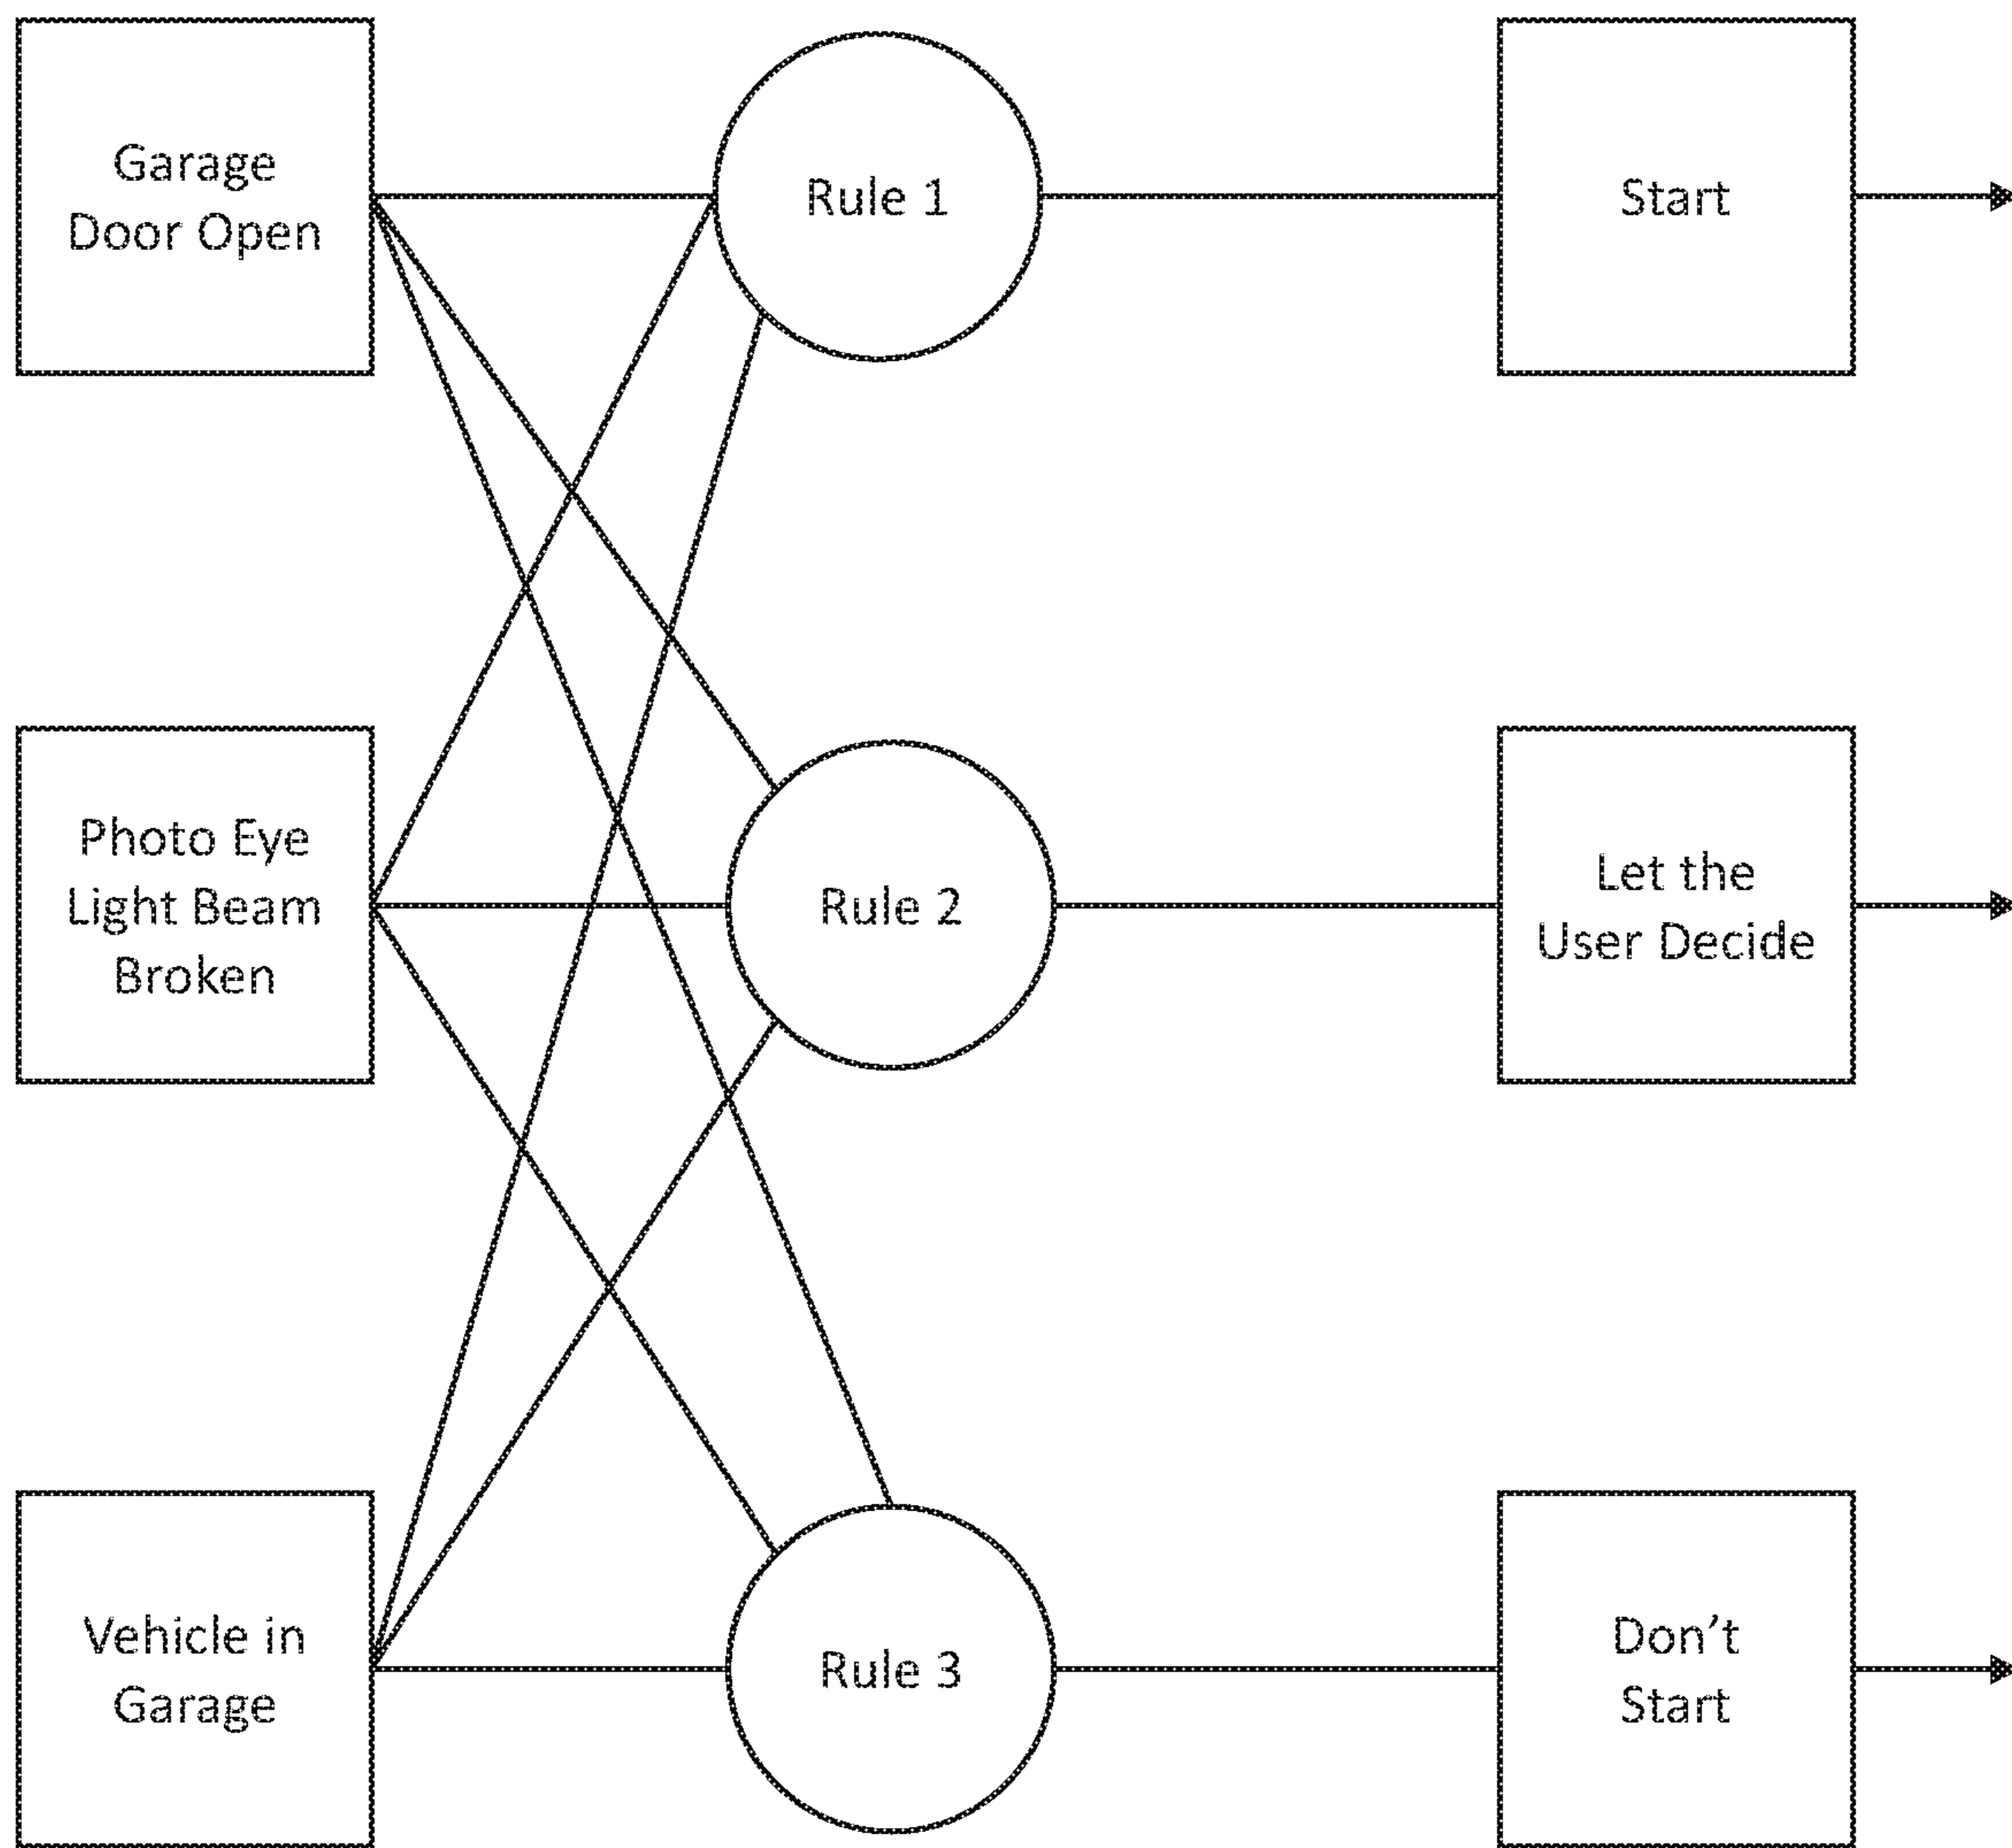 Garage
Door Open
Rule 1
Start
Photo Eye
Light Beam
Broken
Rule 2
Let the
User Decide
Vehicle in
Garage
Rule 3
Don't
Start